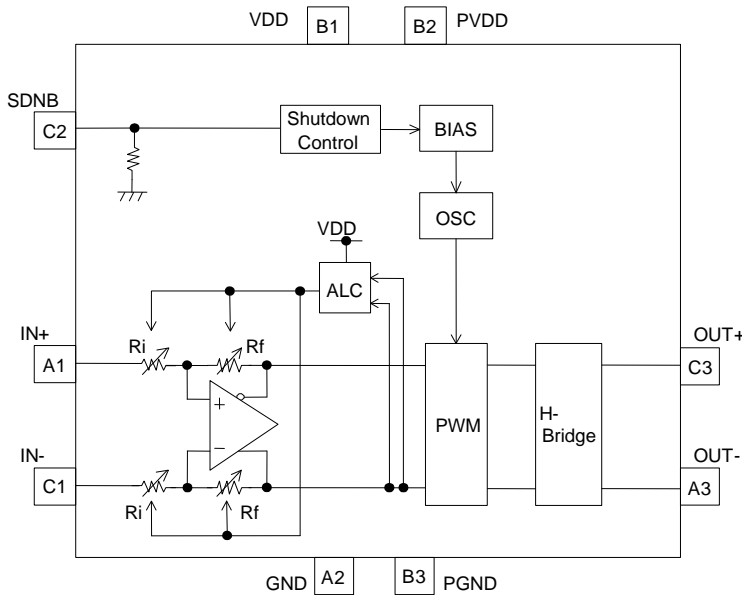 VDD
B1
B2
PVDD
SDNB
C2
Shutdown
Control
BIAS
OSC
VDD
ALC
IN+
A1
Ri
Rf
OUT+
C3
+
−
PWM
H-
Bridge
IN-
C1
Ri
Rf
OUT-
A3
GND
A2
B3
PGND